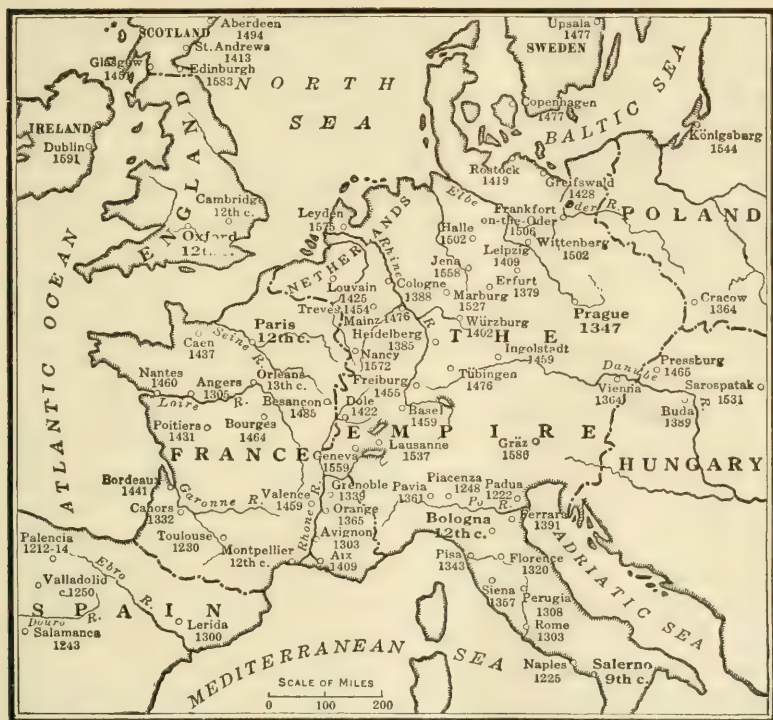 SCOTLAND
Aberdeen
1494
St. Andrews
1413
Glasgow
Edinburgh
1583
NORTH
SEA
Upsala
1477
SWEDEN
Copenhagen
1477
BALTIC SEA
Königsberg
1544
IRELAND
Dublin
1591
ENGLAND
Cambridge
12th c.
Oxford
ATLANTIC OCEAN
Rostock
1419
Greifswald
1428
Oder R.
Elbe
Frankfort
on-the-Oder
1506
POLAND
Leyden
1575
NETHERLANDS
Rhine
R.
Halle
1502
Wittenberg
1502
Leipzig
1409
Jena
1558
Erfurt
1379
Louvain
1425
Cologne
1388
Marburg
1527
Prague
1347
Cracow
1364
Treves
1454
Mainz
1476
Würzburg
1402
Heidelberg
1385
THE
Paris
12th c.
Seine R.
Caen
1437
Nancy
1572
Ingolstadt
1459
Danube
R.
Pressburg
1465
Nantes
1460
Angers
1305
Orleans
13th c.
Freiburg
1455
Tübingen
1476
Vienna
1364
Sarospatak
1531
Loire R.
Besançon
1485
Dole
1422
Basel
1459
Buda
1389
Poitiers
1431
Bourges
1464
EMPIRE
FRANCE
Geneva
1559
Lausanne
1537
Gräz
1586
HUNGARY
Bordeaux
1441
Garonne R.
Valence
1459
Rhone R.
Grenoble
1339
Pavia
1361
Piacenza
1248
Padua
1222
Po R.
Cahors
1332
Orange
1365
Bologna
12th c.
Ferrara
1391
Palencia
1212-14
Toulouse
1230
Avignon
1303
Montpellier
12th c.
Aix
1409
Pisa
1343
Florence
1320
ADRIATIC SEA
Ebro R.
Valladolid
c.1250
Siena
1357
Perugia
1308
SPAIN
Douro R.
Salamanca
1243
Lerida
1300
Rome
1303
MEDITERRANEAN SEA
Naples
1225
Salerno
9th c.
SCALE OF MILES
0 100 200